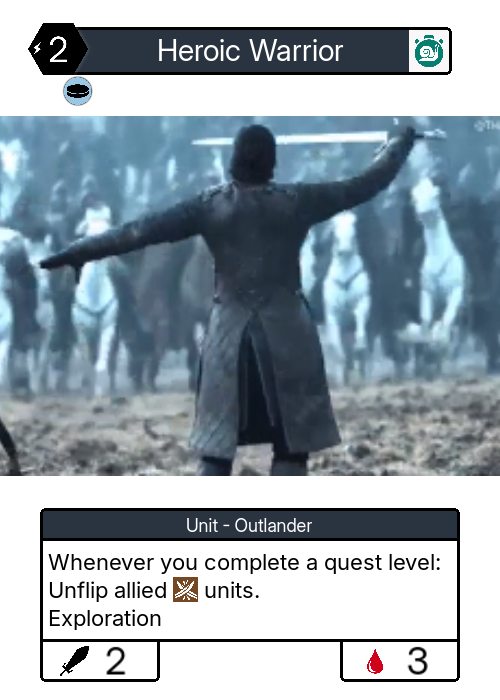 2
Heroic Warrior
Unit - Outlander
Whenever you complete a quest level:
Unflip allied units.
Exploration
2
3